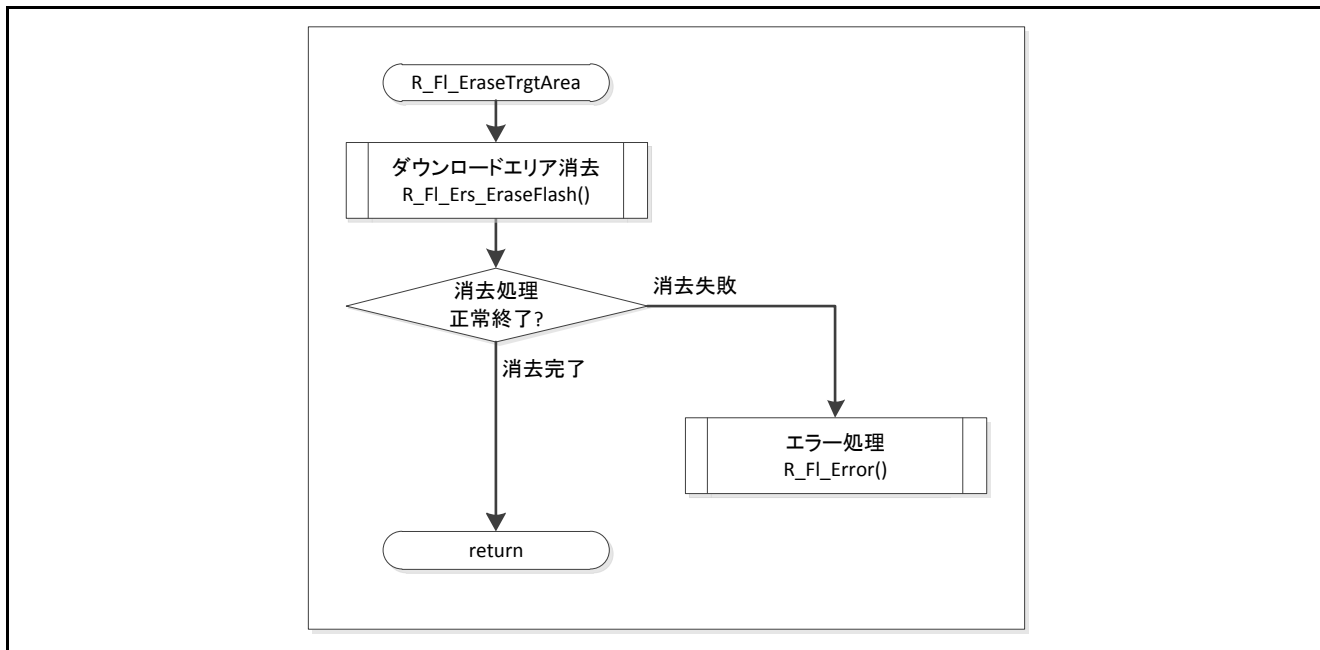 R_Fl_EraseTrgtArea
ダウンロードエリア消去
R_Fl_Ers_EraseFlash()
消去処理
正常終了?
消去失敗
消去完了
エラー処理
R_Fl_Error()
return